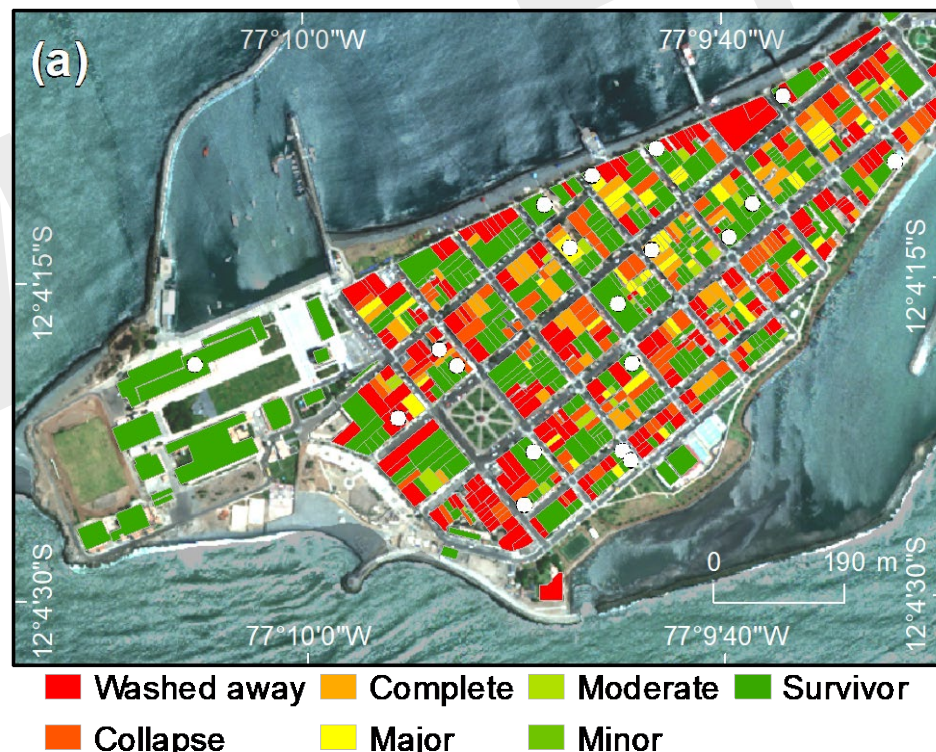 (a)
77°10'0"W 77°9'40"W
12°4'15"S 12°4'15"S
0 190 m
12°4'30"S 12°4'30"S
77°10'0"W 77°9'40"W
Washed away Complete Moderate Survivor
Collapse Major Minor